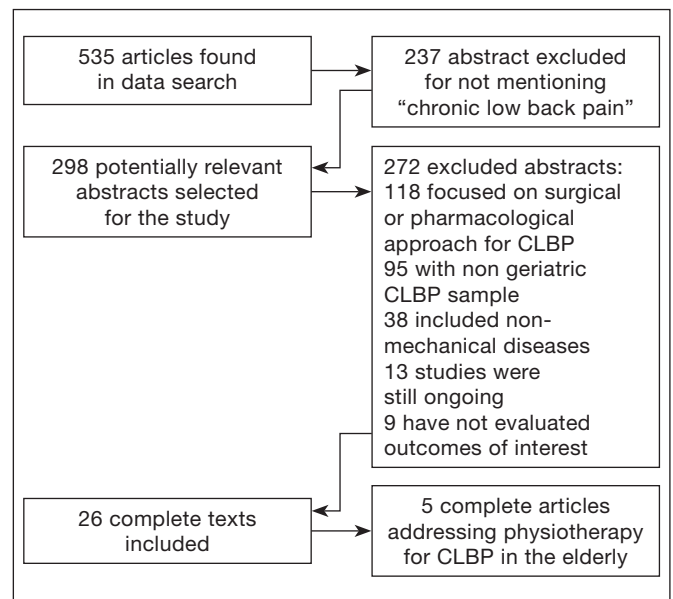 535 articles found
in data search
237 abstract excluded
for not mentioning
“chronic low back pain”
298 potentially relevant
abstracts selected
for the study
272 excluded abstracts:
118 focused on surgical
or pharmacological
approach for CLBP
95 with non geriatric
CLBP sample
38 included non-
mechanical diseases
13 studies were
still ongoing
9 have not evaluated
outcomes of interest
26 complete texts
included
5 complete articles
addressing physiotherapy
for CLBP in the elderly